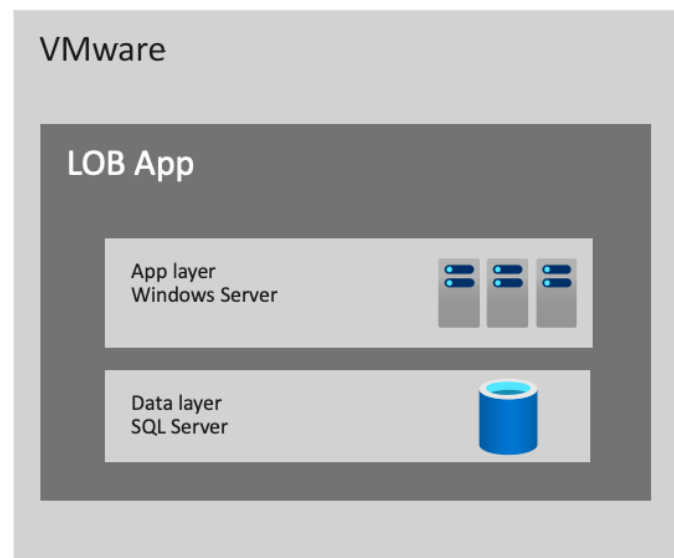 VMware
LOB App
App layer
Windows Server
Data layer
SQL Server